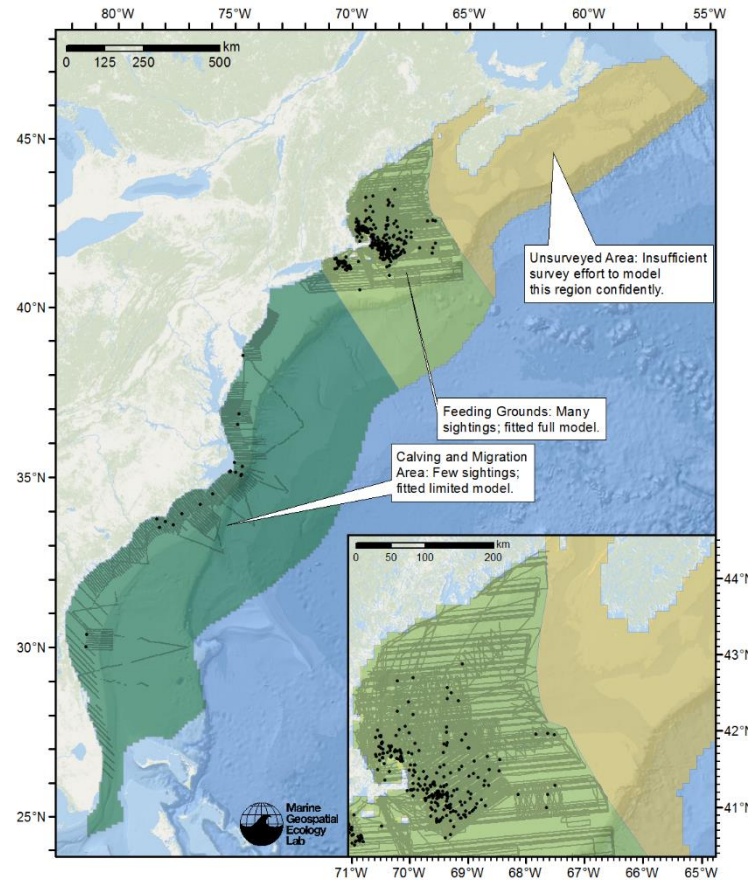 80°W 75°W 70°W 65°W 60°W 55°W
km
0 125 250 500
45°N
40°N
35°N
30°N
25°N
Unsurveyed Area: Insufficient
survey effort to model
this region confidently.
Feeding Grounds: Many
sightings; fitted full model.
Calving and Migration
Area: Few sightings;
fitted limited model.
km
0 50 100 200
44°N
43°N
42°N
41°N
71°W 70°W 69°W 68°W 67°W 66°W 65°W
Marine
Geospatial
Ecology
Lab